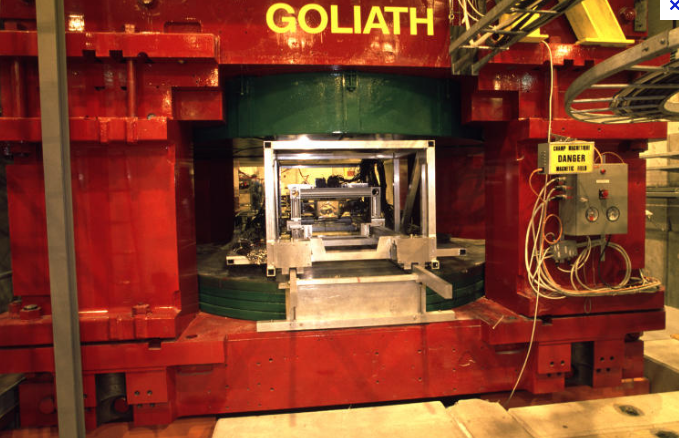 GOLIATH
CHAMP MAGNETIQUE
DANGER
MAGNETIC FIELD